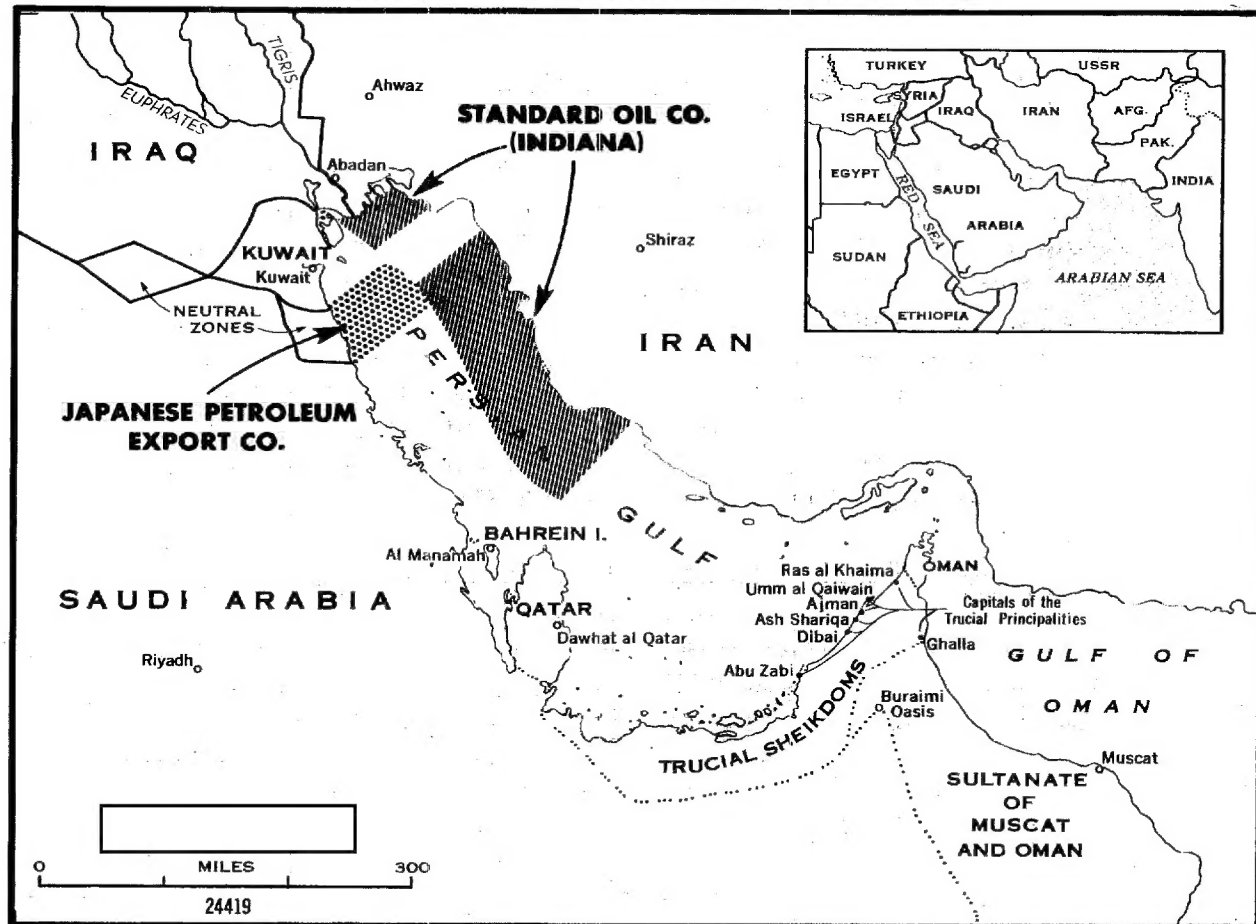 TIGRIS
EUPHRATES
Ahwaz
STANDARD OIL CO.
(INDIANA)
IRAQ
Abadan
KUWAIT
Kuwait
NEUTRAL
ZONES
Shiraz
IRAN
PERSIAN
GULF
JAPANESE PETROLEUM
EXPORT CO.
BAHREIN I.
Al Manamah
QATAR
Dawhat al Qatar
SAUDI ARABIA
Riyadh
Ras al Khaima
Umm al Qaiwain
Ajman
Ash Shariqa
Dibai
Abu Zabi
OMAN
Capitals of the
Trucial Principalities
Ghalla
GULF OF
OMAN
Buraimi
Oasis
TRUCIAL SHEIKDOMS
Muscat
SULTANATE
OF
MUSCAT
AND OMAN
0 MILES 300
24419
TURKEY
USSR
SYRIA
ISRAEL
IRAQ
IRAN
AFG.
PAK.
EGYPT
SAUDI
ARABIA
INDIA
RED SEA
SUDAN
ARABIAN SEA
ETHIOPIA